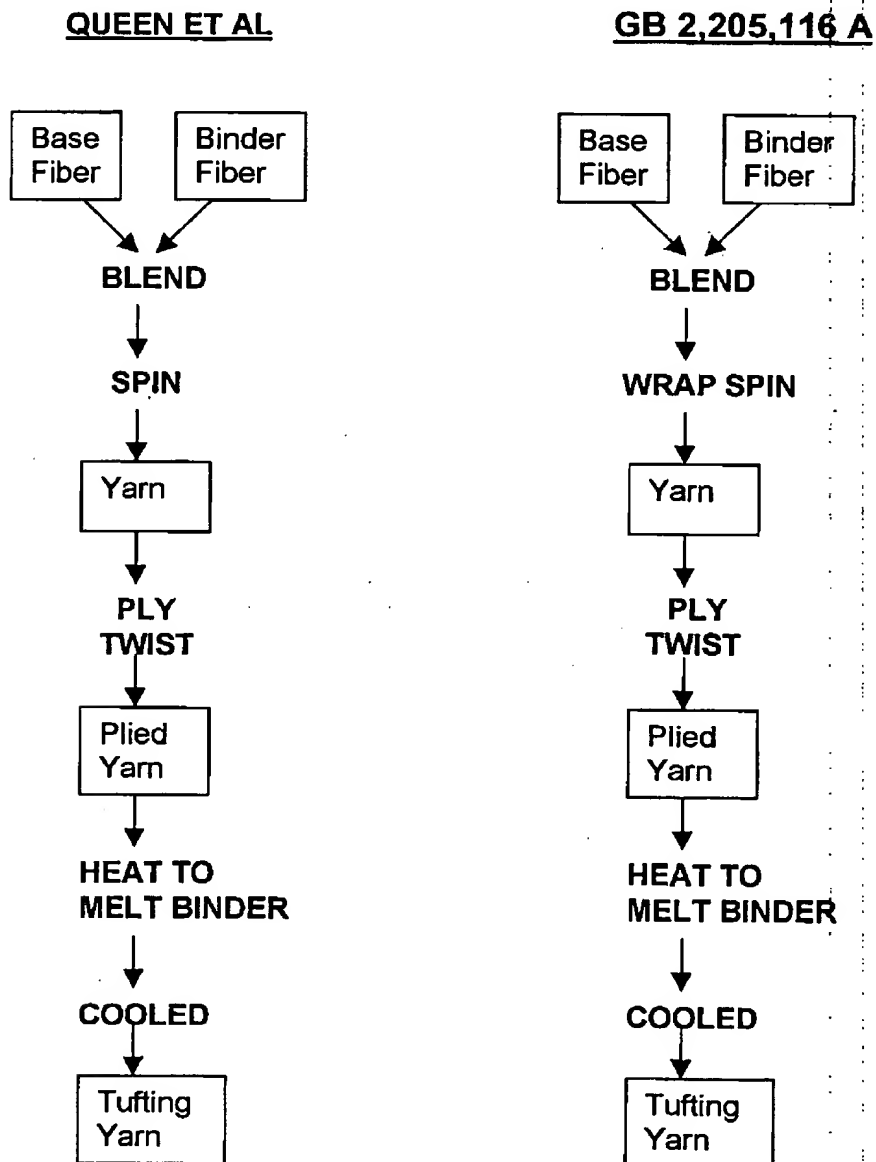 QUEEN ET AL
Base
Fiber
Binder
Fiber
BLEND
SPIN
Yarn
PLY
TWIST
Plied
Yarn
HEAT TO
MELT BINDER
COOLED
Tufting
Yarn
GB 2,205,116 A
Base
Fiber
Binder
Fiber
BLEND
WRAP SPIN
Yarn
PLY
TWIST
Plied
Yarn
HEAT TO
MELT BINDER
COOLED
Tufting
Yarn